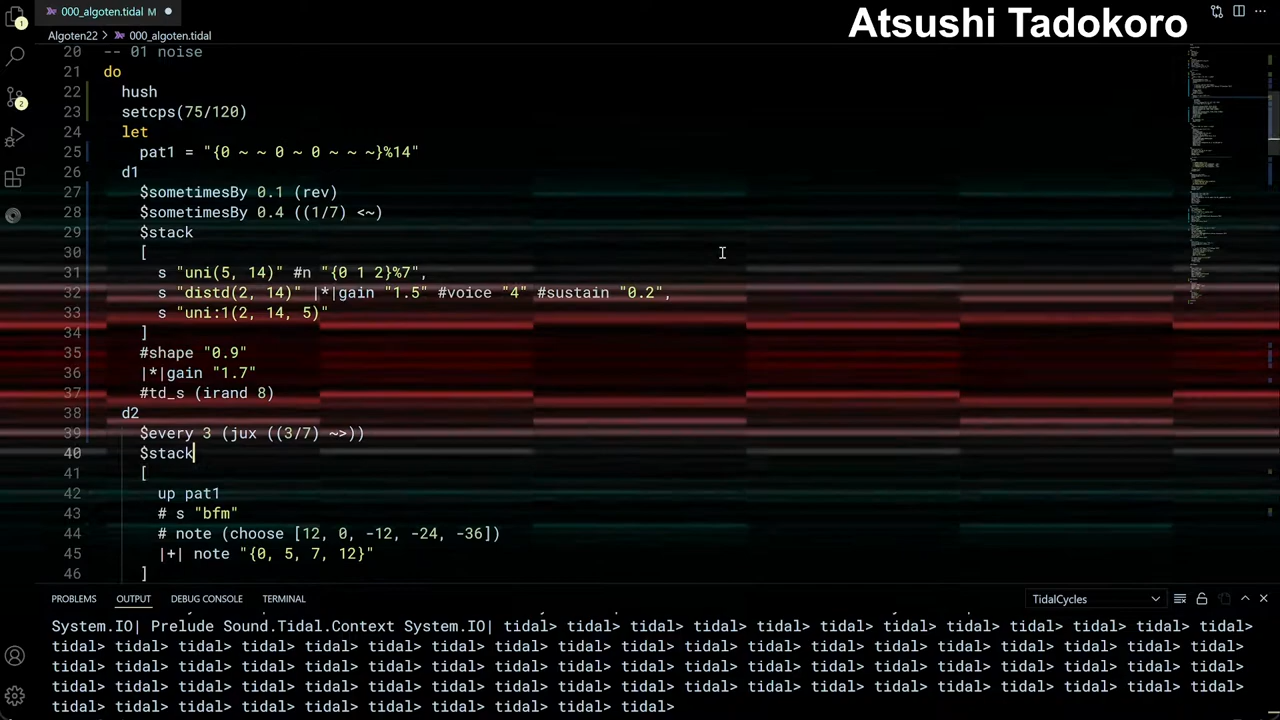 000_algoten.tidal M
Atsushi Tadokoro
Algoten22 > 000_algoten.tidal
20 -- 01 noise
21 do
22 hush
23 setcps(75/120)
24 let
25 pat1 = "{0 ~ ~ 0 ~ 0 ~ ~ ~}%14"
26 d1
27 $sometimesBy 0.1 (rev)
28 $sometimesBy 0.4 ((1/7) <~)
29 $stack
30 [
31 s "uni(5, 14)" #n "{0 1 2}%7",
32 s "distd(2, 14)" |*|gain "1.5" #voice "4" #sustain "0.2",
33 s "uni:1(2, 14, 5)"
34 ]
35 #shape "0.9"
36 |*|gain "1.7"
37 #td_s (irand 8)
38 d2
39 $every 3 (jux ((3/7) ~>))
40 $stack
41 [
42 up pat1
43 # s "bfm"
44 # note (choose [12, 0, -12, -24, -36])
45 |+| note "{0, 5, 7, 12}"
46 ]
PROBLEMS OUTPUT DEBUG CONSOLE TERMINAL TidalCycles
System.IO| Prelude Sound.Tidal.Context System.IO| tidal> tidal> tidal> tidal> tidal> tidal> tidal> tidal> tidal> tidal> tidal> tidal>
tidal> tidal> tidal> tidal> tidal> tidal> tidal> tidal> tidal> tidal> tidal> tidal> tidal> tidal> tidal> tidal> tidal> tidal> tidal>
tidal> tidal> tidal> tidal> tidal> tidal> tidal> tidal> tidal> tidal> tidal> tidal> tidal> tidal> tidal> tidal> tidal> tidal> tidal>
tidal> tidal> tidal> tidal> tidal> tidal> tidal> tidal> tidal> tidal> tidal> tidal> tidal> tidal> tidal> tidal> tidal> tidal> tidal>
tidal> tidal> tidal> tidal> tidal> tidal> tidal> tidal> tidal> tidal>